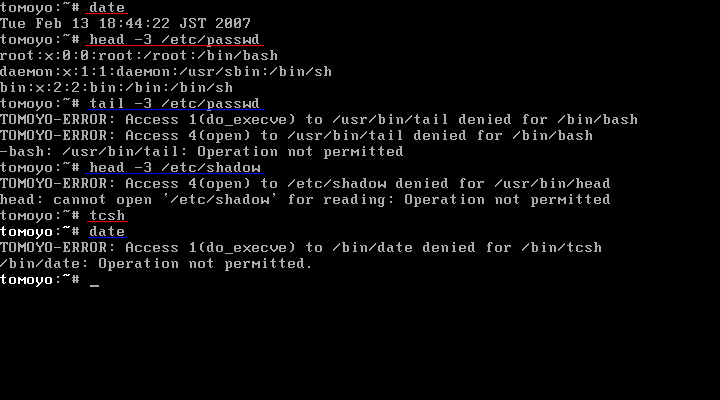 tomoyo:~# date
Tue Feb 13 18:44:22 JST 2007
tomoyo:~# head -3 /etc/passwd
root:x:0:0:root:/root:/bin/bash
daemon:x:1:1:daemon:/usr/sbin:/bin/sh
bin:x:2:2:bin:/bin:/bin/sh
tomoyo:~# tail -3 /etc/passwd
TOMOYO-ERROR: Access 1(do_execve) to /usr/bin/tail denied for /bin/bash
TOMOYO-ERROR: Access 4(open) to /usr/bin/tail denied for /bin/bash
-bash: /usr/bin/tail: Operation not permitted
tomoyo:~# head -3 /etc/shadow
TOMOYO-ERROR: Access 4(open) to /etc/shadow denied for /usr/bin/head
head: cannot open `/etc/shadow' for reading: Operation not permitted
tomoyo:~# tcsh
tomoyo:~# date
TOMOYO-ERROR: Access 1(do_execve) to /bin/date denied for /bin/tcsh
/bin/date: Operation not permitted.
tomoyo:~# _